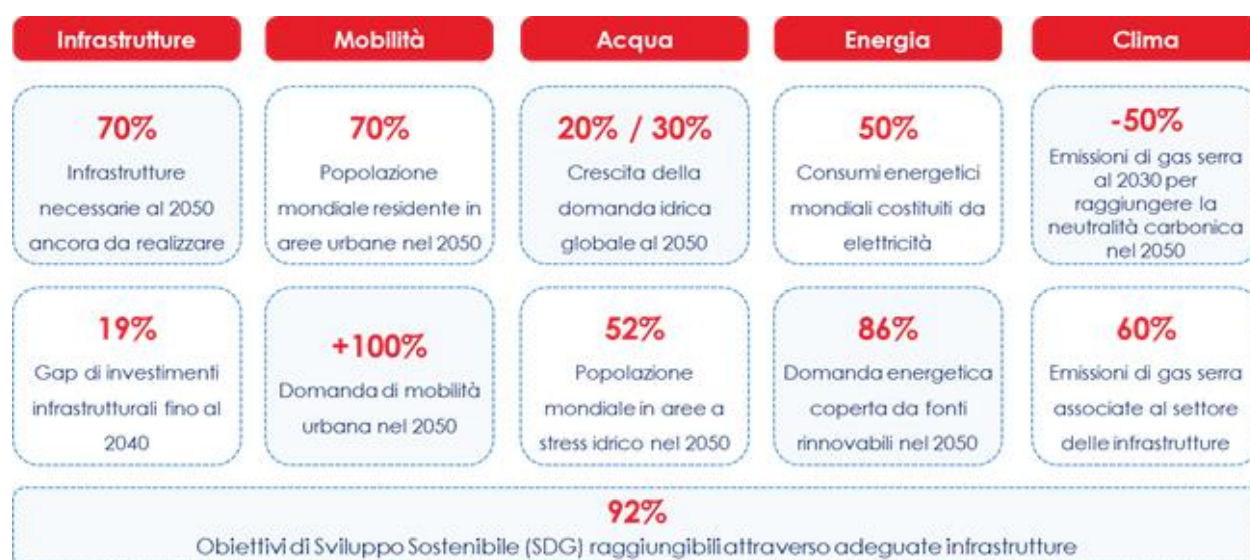 Infrastrutture
Mobilità
Acqua
Energia
Clima
70%
Infrastrutture
necessarie al 2050
ancora da realizzare
70%
Popolazione
mondiale residente in
aree urbane nel 2050
20% / 30%
Crescita della
domanda idrica
globale al 2050
50%
Consumi energetici
mondiali costituiti da
elettricità
-50%
Emissioni di gas serra
al 2030 per
raggiungere la
neutralità carbonica
nel 2050
19%
Gap di investimenti
infrastrutturali fino al
2040
+100%
Domanda di mobilità
urbana nel 2050
52%
Popolazione
mondiale in aree a
stress idrico nel 2050
86%
Domanda energetica
coperta da fonti
rinnovabili nel 2050
60%
Emissioni di gas serra
associate al settore
delle infrastrutture
92%
Obiettivi di Sviluppo Sostenibile (SDG) raggiungibili attraverso adeguate infrastrutture